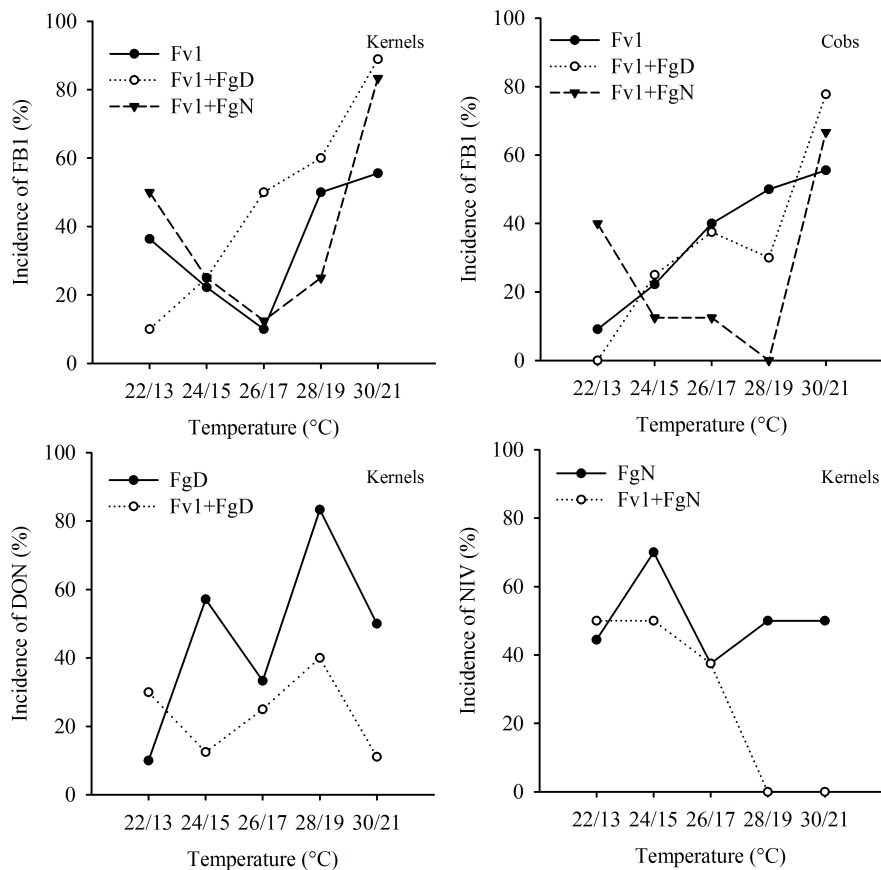 Kernels
Fv1
Fv1+FgD
Fv1+FgN
Incidence of FB1 (%)
100
80
60
40
20
0
22/13 24/15 26/17 28/19 30/21
Temperature (°C)
Cobs
Fv1
Fv1+FgD
Fv1+FgN
Incidence of FB1 (%)
100
80
60
40
20
0
22/13 24/15 26/17 28/19 30/21
Temperature (°C)
Kernels
FgD
Fv1+FgD
Incidence of DON (%)
100
80
60
40
20
0
22/13 24/15 26/17 28/19 30/21
Temperature (°C)
Kernels
FgN
Fv1+FgN
Incidence of NIV (%)
100
80
60
40
20
0
22/13 24/15 26/17 28/19 30/21
Temperature (°C)